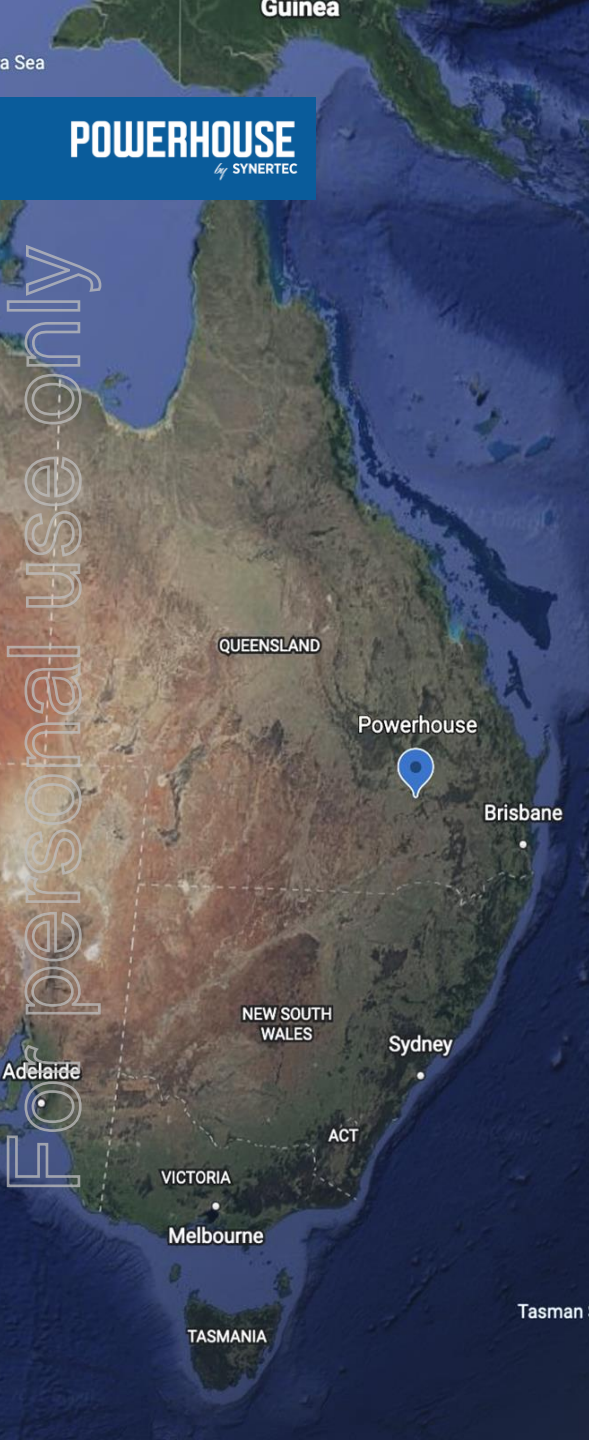 Guinea
a Sea
POWERHOUSE
by SYNERTEC
For personal use only
QUEENSLAND
Powerhouse
Brisbane
NEW SOUTH
WALES
Sydney
Adelaide
ACT
VICTORIA
Melbourne
Tasman
TASMANIA